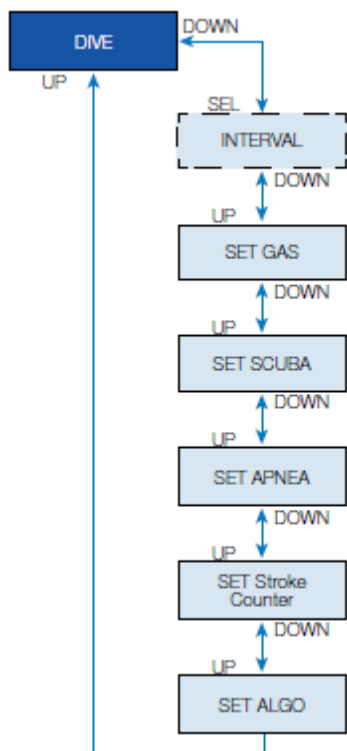 DIVE
DOWN
UP
SEL
INTERVAL
DOWN
UP
SET GAS
DOWN
UP
SET SCUBA
DOWN
UP
SET APNEA
DOWN
UP
SET Stroke
Counter
DOWN
UP
SET ALGO